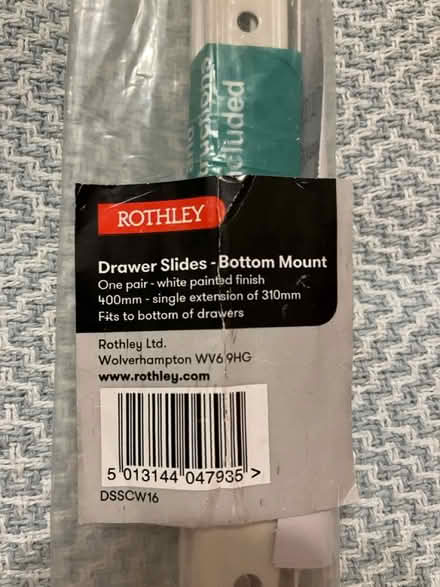 cluded
ROTHLEY
Drawer Slides - Bottom Mount
One pair - white painted finish
400mm - single extension of 310mm
Fits to bottom of drawers
Rothley Ltd.
Wolverhampton WV6 9HG
www.rothley.com
5 013144 047935 >
DSSCW16